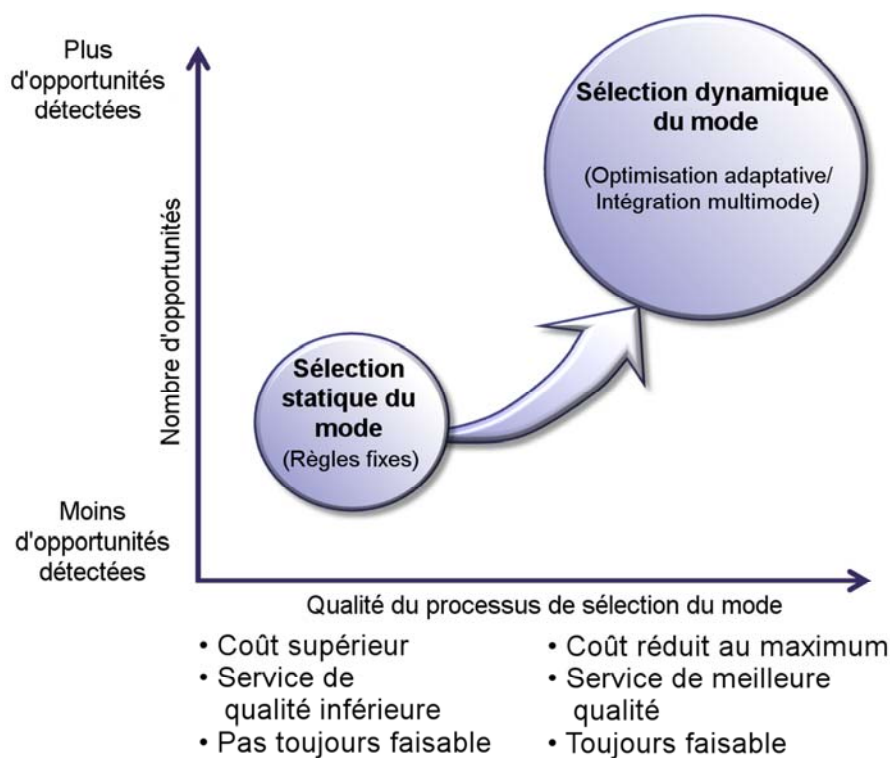 Plus
d'opportunités
détectées
Nombre d'opportunités
Moins
d'opportunités
détectées
Sélection dynamique
du mode
(Optimisation adaptative/
Intégration multimode)
Sélection
statique du
mode
(Règles fixes)
Qualité du processus de sélection du mode
• Coût supérieur
• Service de
qualité inférieure
• Pas toujours faisable
• Coût réduit au maximum
• Service de meilleure
qualité
• Toujours faisable